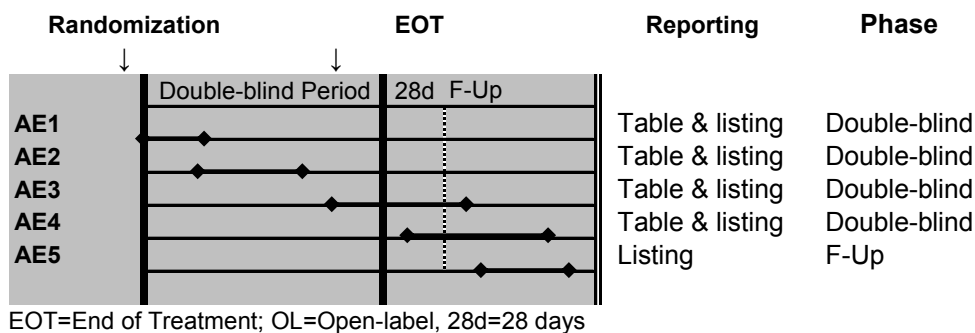 Randomization EOT Reporting Phase
↓ ↓
Double-blind Period 28d F-Up
AE1 Table & listing Double-blind
AE2 Table & listing Double-blind
AE3 Table & listing Double-blind
AE4 Table & listing Double-blind
AE5 Listing F-Up
EOT=End of Treatment; OL=Open-label, 28d=28 days